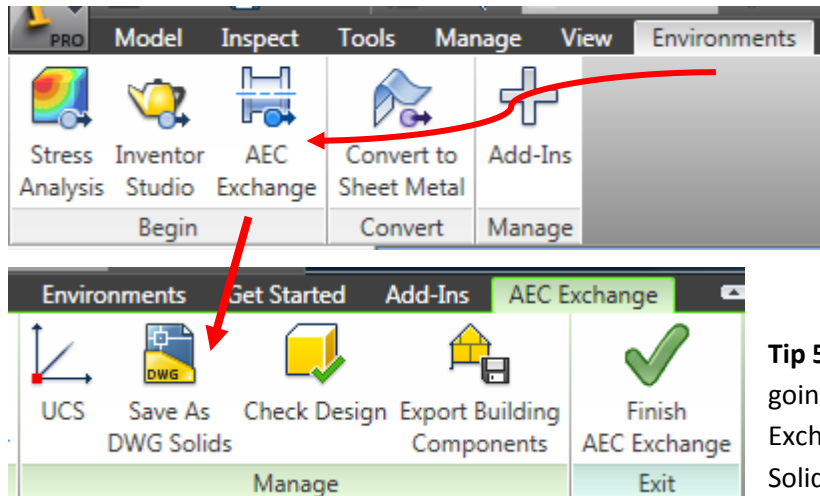 PRO Model Inspect Tools Manage View Environments
Stress Inventor AEC Convert to Add-Ins
Analysis Studio Exchange Sheet Metal
Begin Convert Manage
Environments Get Started Add-Ins AEC Exchange
DWG
UCS Save As Check Design Export Building Finish
DWG Solids Components AEC Exchange
Manage Exit
Tip 5
goin
Exch
Solid